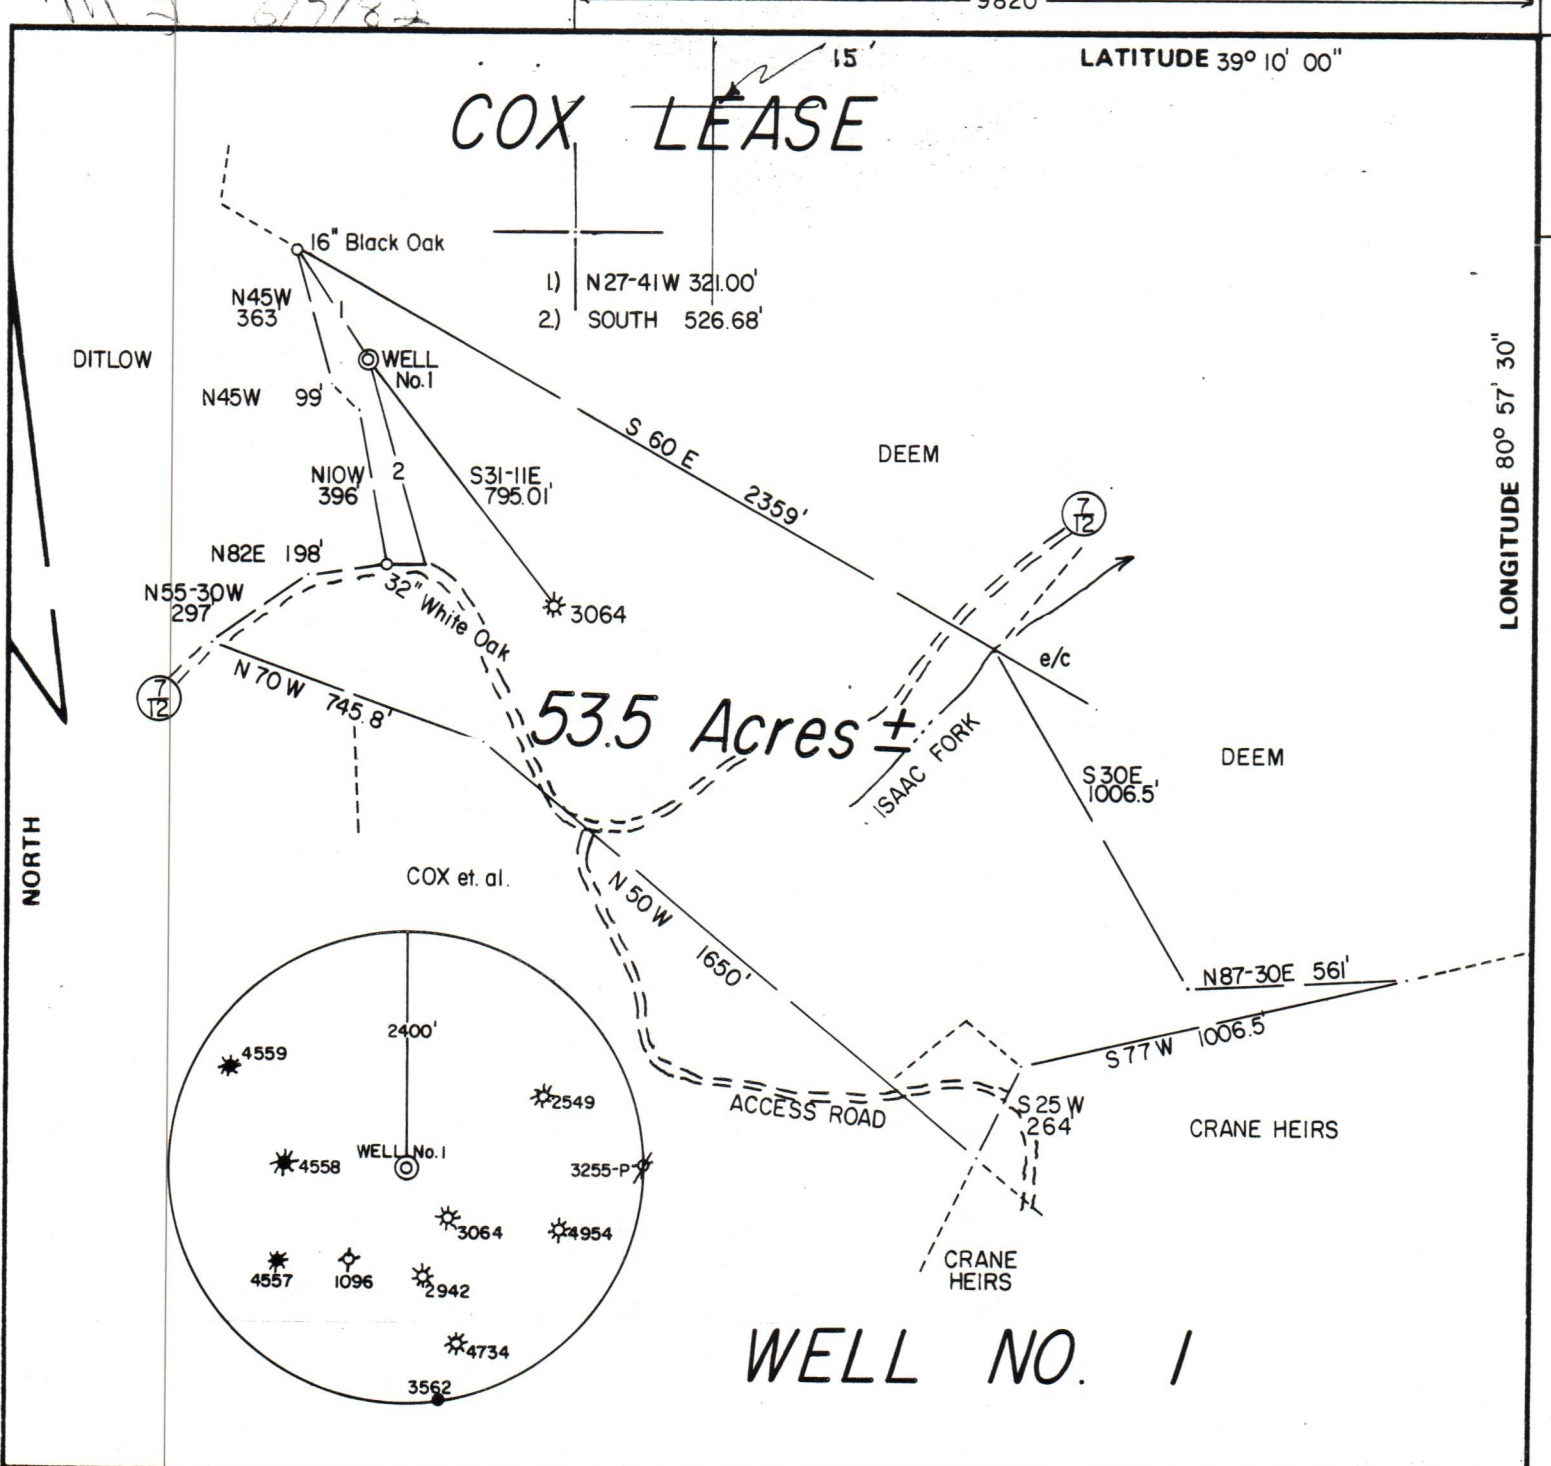 6/9/82
9820
15'
LATITUDE 39° 10' 00"
COX LEASE
16" Black Oak
1.) N27-41W 321.00'
2.) SOUTH 526.68'
N45W
363'
1
DITLOW
WELL
No.1
N45W 99'
LONGITUDE 80° 57' 30"
S 60 E 2359'
DEEM
N10W
396'
2
S31-11E
795.01'
7
12
N82E 198'
N55-30W
297'
32" White Oak
3064
e/c
7
12
N 70 W 745.8'
53.5 Acres ±
ISAAC FORK
DEEM
S30E
1006.5'
NORTH
COX et. al.
N 50 W 1650'
N87-30E 561'
S 77 W 1006.5'
2400'
4559
2549
ACCESS ROAD
S 25 W
264'
CRANE HEIRS
WELL No. 1
4558
3255-P
3064
4954
4557
1096
2942
CRANE
HEIRS
4734
3562
WELL NO. 1